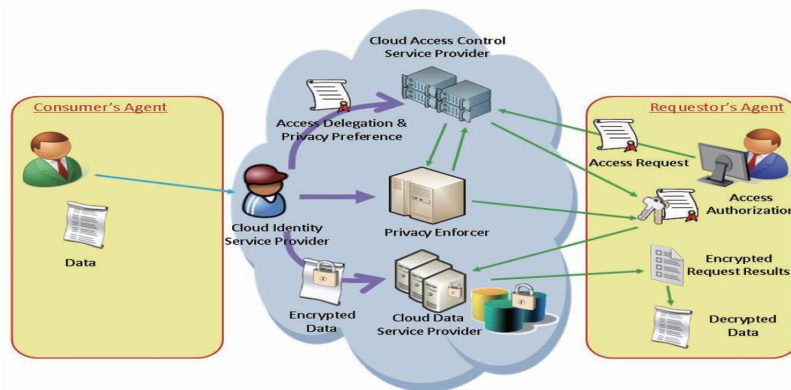 Cloud Access Control
Service Provider
Consumer's Agent
Requestor's Agent
Access Delegation &
Privacy Preference
Access Request
Access
Authorization
Cloud Identity
Service Provider
Privacy Enforcer
Data
Encrypted
Request Results
Encrypted
Data
Cloud Data
Service Provider
Decrypted
Data